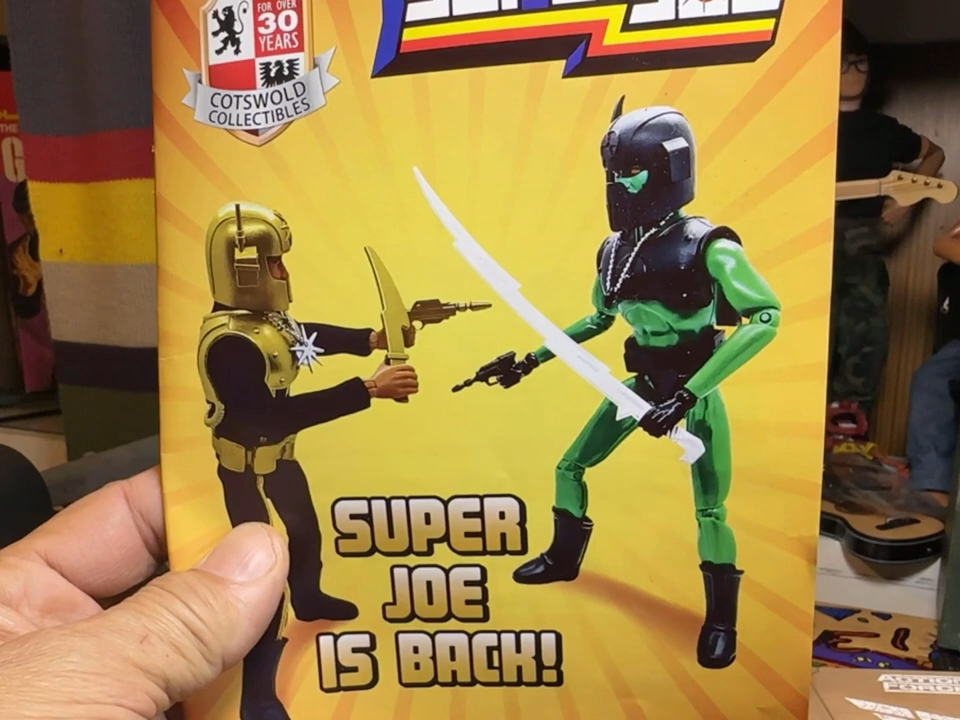 FOR OVER
30
YEARS
COTSWOLD
COLLECTIBLES
SUPER
JOE
IS BACK!